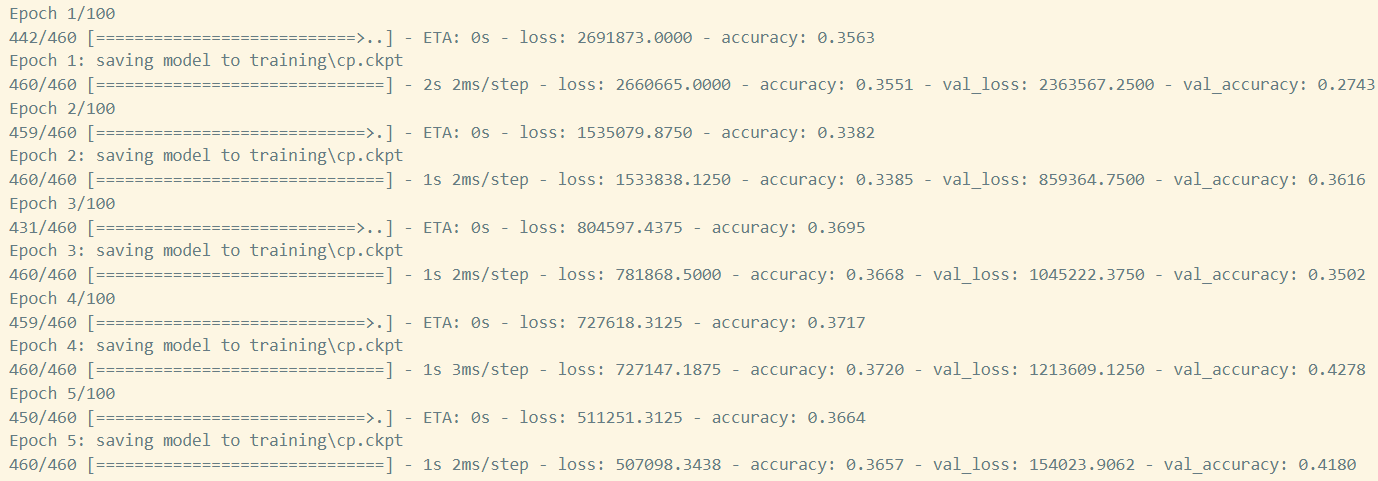 Epoch 1/100
442/460 [===========================>..] - ETA: 0s - loss: 2691873.0000 - accuracy: 0.3563
Epoch 1: saving model to training\cp.ckpt
460/460 [==============================] - 2s 2ms/step - loss: 2660665.0000 - accuracy: 0.3551 - val_loss: 2363567.2500 - val_accuracy: 0.2743
Epoch 2/100
459/460 [============================>.] - ETA: 0s - loss: 1535079.8750 - accuracy: 0.3382
Epoch 2: saving model to training\cp.ckpt
460/460 [==============================] - 1s 2ms/step - loss: 1533838.1250 - accuracy: 0.3385 - val_loss: 859364.7500 - val_accuracy: 0.3616
Epoch 3/100
431/460 [===========================>..] - ETA: 0s - loss: 804597.4375 - accuracy: 0.3695
Epoch 3: saving model to training\cp.ckpt
460/460 [==============================] - 1s 2ms/step - loss: 781868.5000 - accuracy: 0.3668 - val_loss: 1045222.3750 - val_accuracy: 0.3502
Epoch 4/100
459/460 [============================>.] - ETA: 0s - loss: 727618.3125 - accuracy: 0.3717
Epoch 4: saving model to training\cp.ckpt
460/460 [==============================] - 1s 3ms/step - loss: 727147.1875 - accuracy: 0.3720 - val_loss: 1213609.1250 - val_accuracy: 0.4278
Epoch 5/100
450/460 [============================>.] - ETA: 0s - loss: 511251.3125 - accuracy: 0.3664
Epoch 5: saving model to training\cp.ckpt
460/460 [==============================] - 1s 2ms/step - loss: 507098.3438 - accuracy: 0.3657 - val_loss: 154023.9062 - val_accuracy: 0.4180